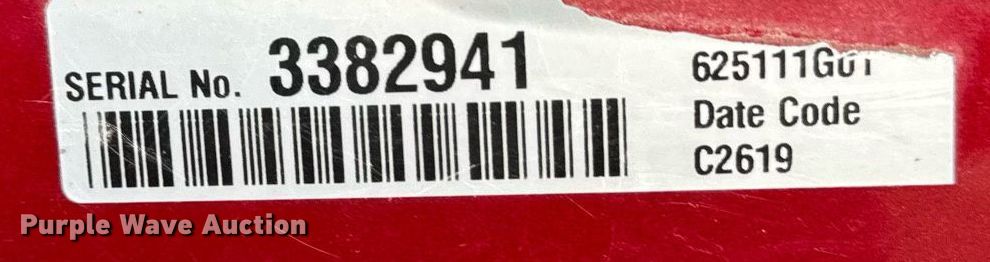 SERIAL No. 3382941
625111G01
Date Code
C2619
Purple Wave Auction